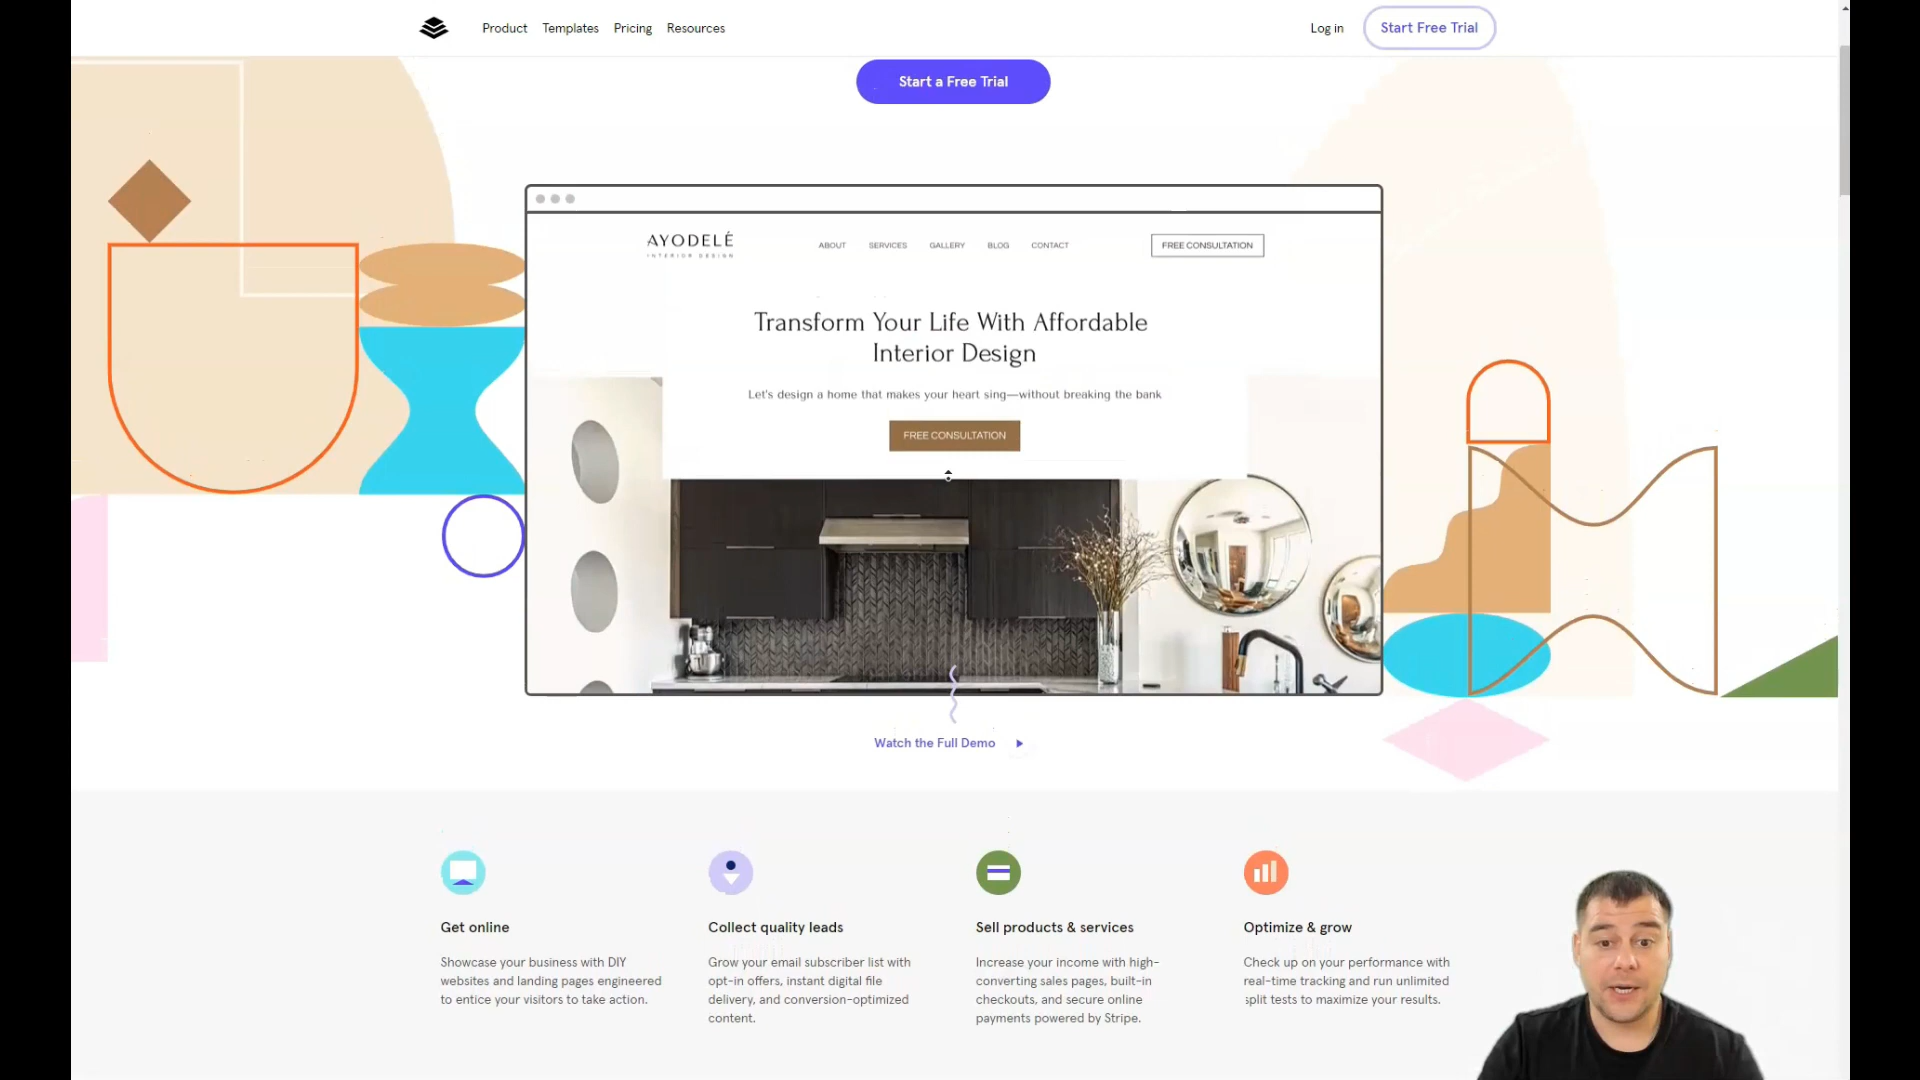 Product Templates Pricing Resources
Log in
Start Free Trial
Start a Free Trial
AYODELÉ
INTERIOR DESIGN
ABOUT SERVICES GALLERY BLOG CONTACT
FREE CONSULTATION
Transform Your Life With Affordable
Interior Design
Let's design a home that makes your heart sing—without breaking the bank
FREE CONSULTATION
Watch the Full Demo
Get online
Showcase your business with DIY
websites and landing pages engineered
to entice your visitors to take action.
Collect quality leads
Grow your email subscriber list with
opt-in offers, instant digital file
delivery, and conversion-optimized
content.
Sell products & services
Increase your income with high-
converting sales pages, built-in
checkouts, and secure online
payments powered by Stripe.
Optimize & grow
Check up on your performance with
real-time tracking and run unlimited
split tests to maximize your results.